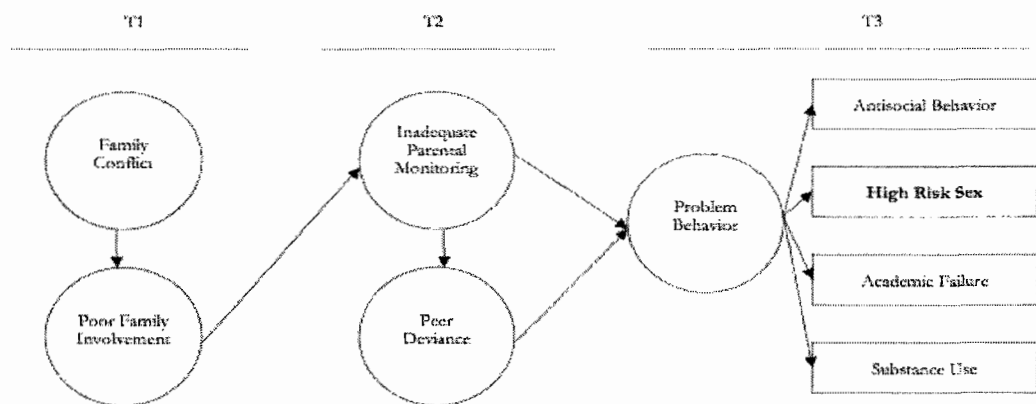 T1
T2
T3
Family
Conflict
Poor Family
Involvement
Inadequate
Parental
Monitoring
Peer
Deviance
Problem
Behavior
Antisocial Behavior
High Risk Sex
Academic Failure
Substance Use